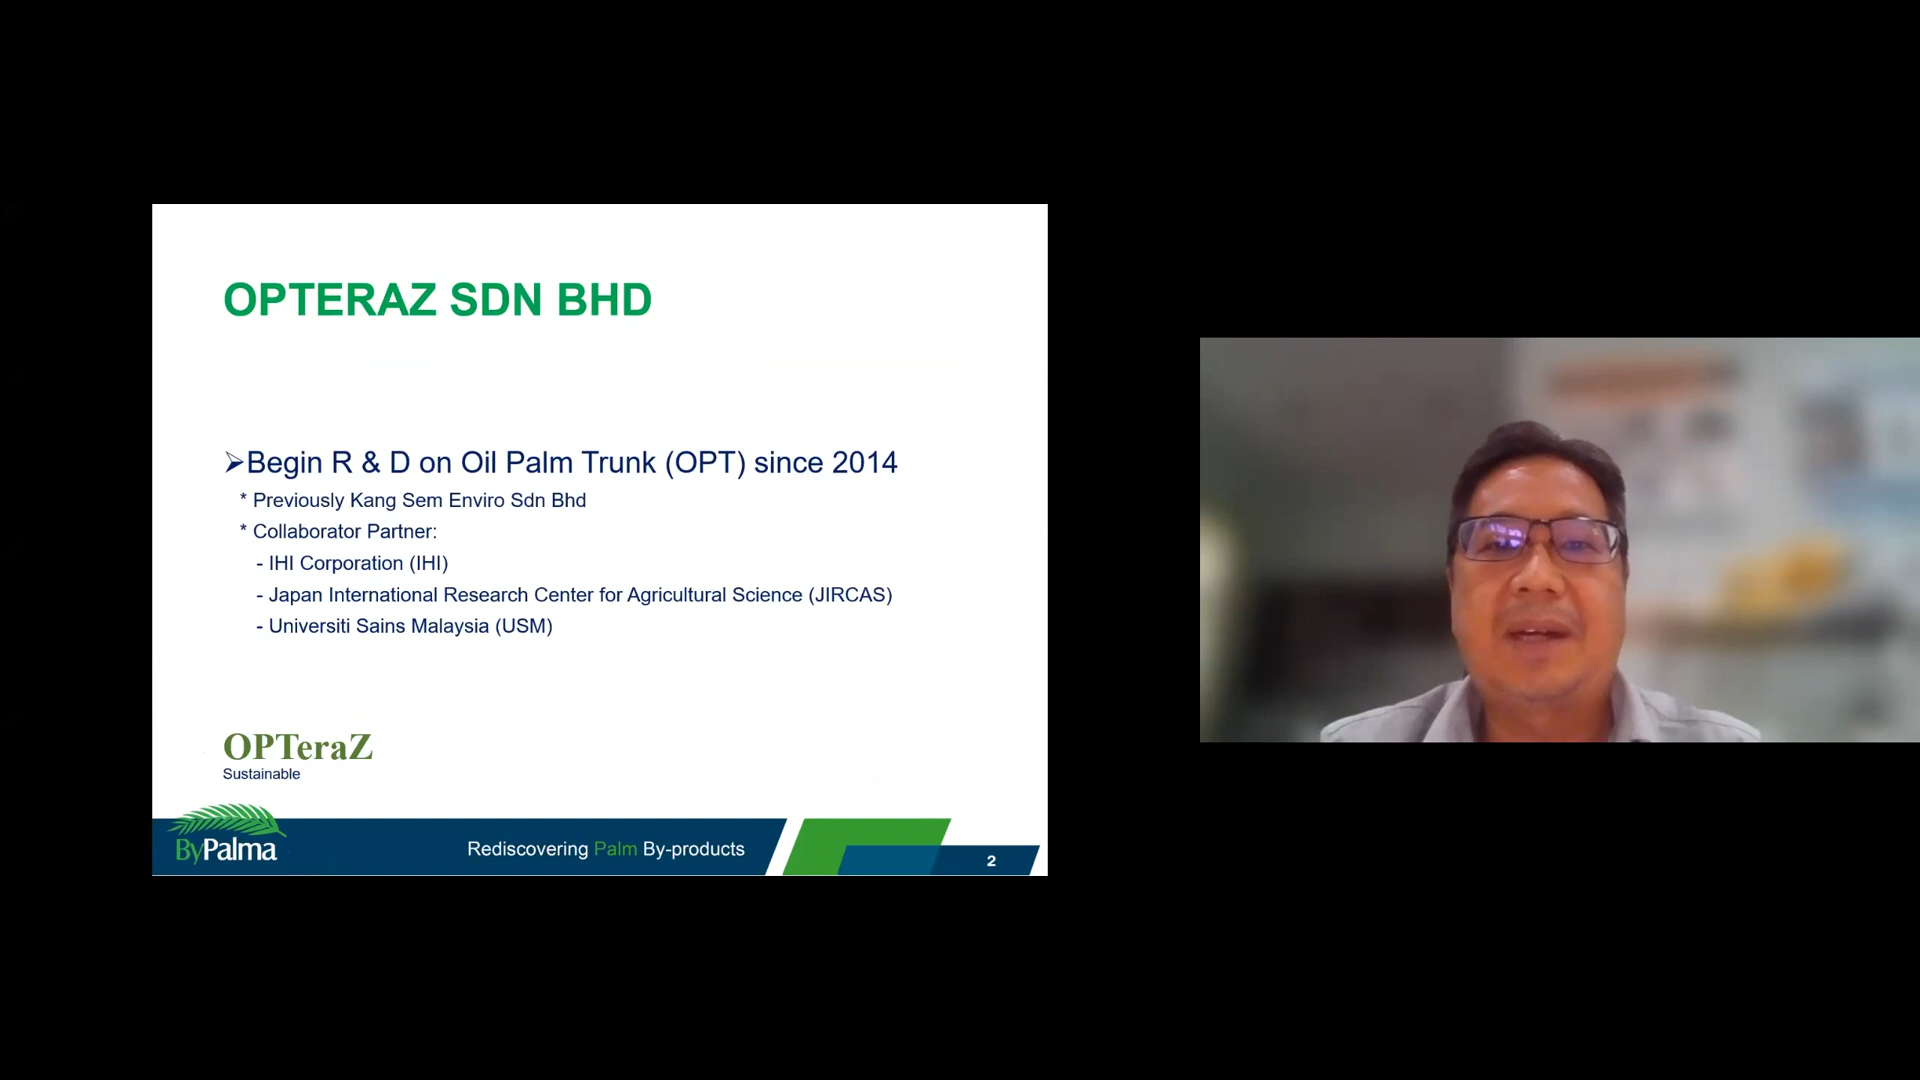 OPTERAZ SDN BHD
➢Begin R & D on Oil Palm Trunk (OPT) since 2014
* Previously Kang Sem Enviro Sdn Bhd
* Collaborator Partner:
- IHI Corporation (IHI)
- Japan International Research Center for Agricultural Science (JIRCAS)
- Universiti Sains Malaysia (USM)
OPTeraZ
Sustainable
ByPalma
Rediscovering Palm By-products
2